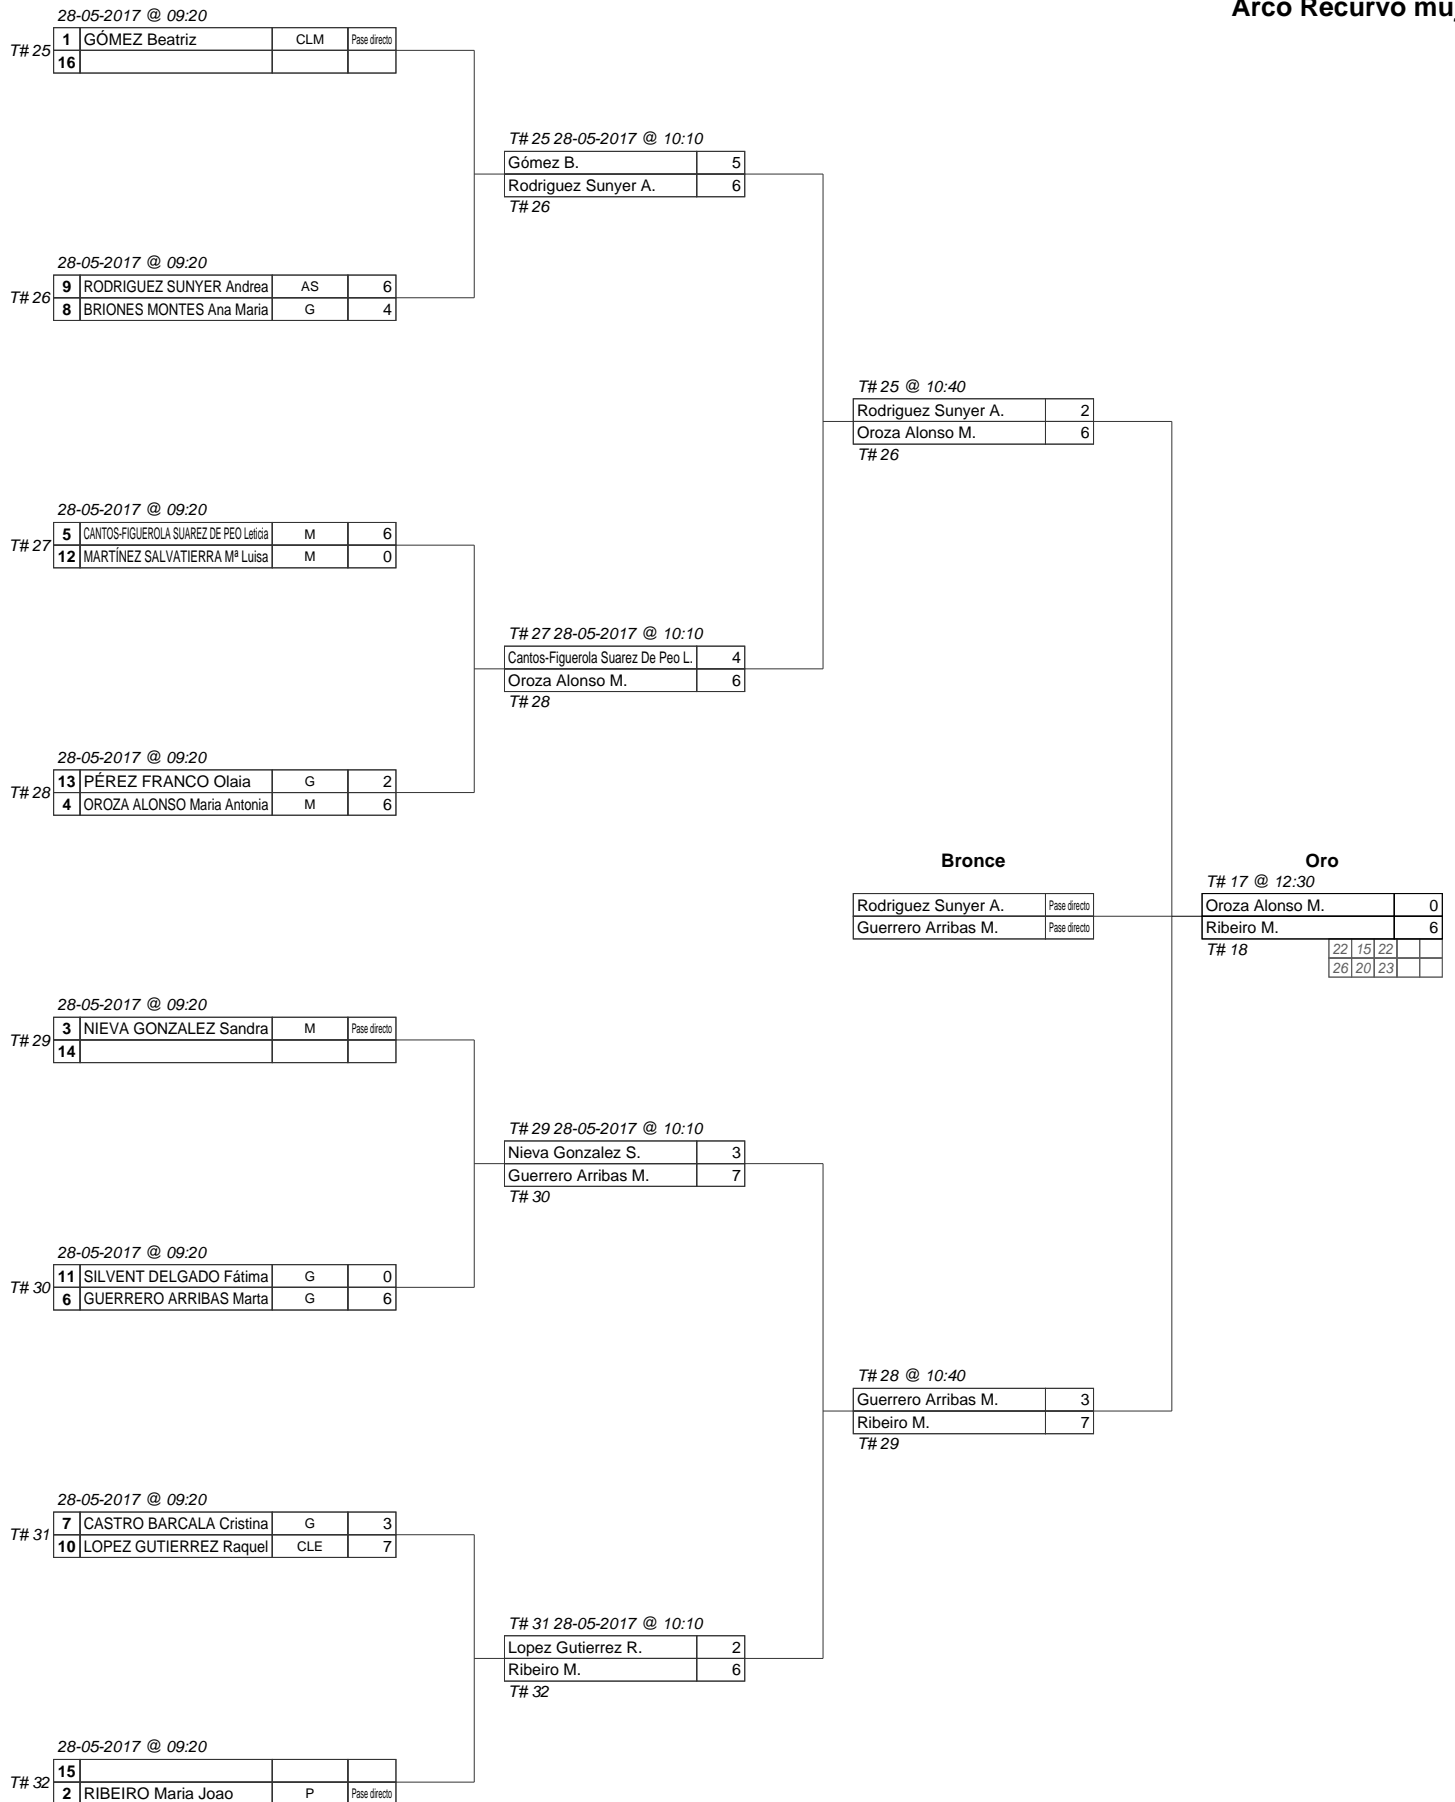 Arco Recurvo muj
28-05-2017 @ 09:20
T# 25
1 GÓMEZ Beatriz CLM Pase directo
16
T# 25 28-05-2017 @ 10:10
Gómez B. 5
Rodriguez Sunyer A. 6
T# 26
28-05-2017 @ 09:20
T# 26
9 RODRIGUEZ SUNYER Andrea AS 6
8 BRIONES MONTES Ana Maria G 4
T# 25 @ 10:40
Rodriguez Sunyer A. 2
Oroza Alonso M. 6
T# 26
28-05-2017 @ 09:20
T# 27
5 CANTOS-FIGUEROLA SUAREZ DE PEO Leticia M 6
12 MARTÍNEZ SALVATIERRA Mª Luisa M 0
T# 27 28-05-2017 @ 10:10
Cantos-Figuerola Suarez De Peo L. 4
Oroza Alonso M. 6
T# 28
28-05-2017 @ 09:20
T# 28
13 PÉREZ FRANCO Olaia G 2
4 OROZA ALONSO Maria Antonia M 6
Bronce
Rodriguez Sunyer A. Pase directo
Guerrero Arribas M. Pase directo
Oro
T# 17 @ 12:30
Oroza Alonso M. 0
Ribeiro M. 6
T# 18
22 15 22
26 20 23
28-05-2017 @ 09:20
T# 29
3 NIEVA GONZALEZ Sandra M Pase directo
14
T# 29 28-05-2017 @ 10:10
Nieva Gonzalez S. 3
Guerrero Arribas M. 7
T# 30
28-05-2017 @ 09:20
T# 30
11 SILVENT DELGADO Fátima G 0
6 GUERRERO ARRIBAS Marta G 6
T# 28 @ 10:40
Guerrero Arribas M. 3
Ribeiro M. 7
T# 29
28-05-2017 @ 09:20
T# 31
7 CASTRO BARCALA Cristina G 3
10 LOPEZ GUTIERREZ Raquel CLE 7
T# 31 28-05-2017 @ 10:10
Lopez Gutierrez R. 2
Ribeiro M. 6
T# 32
28-05-2017 @ 09:20
T# 32
15
2 RIBEIRO Maria Joao P Pase directo